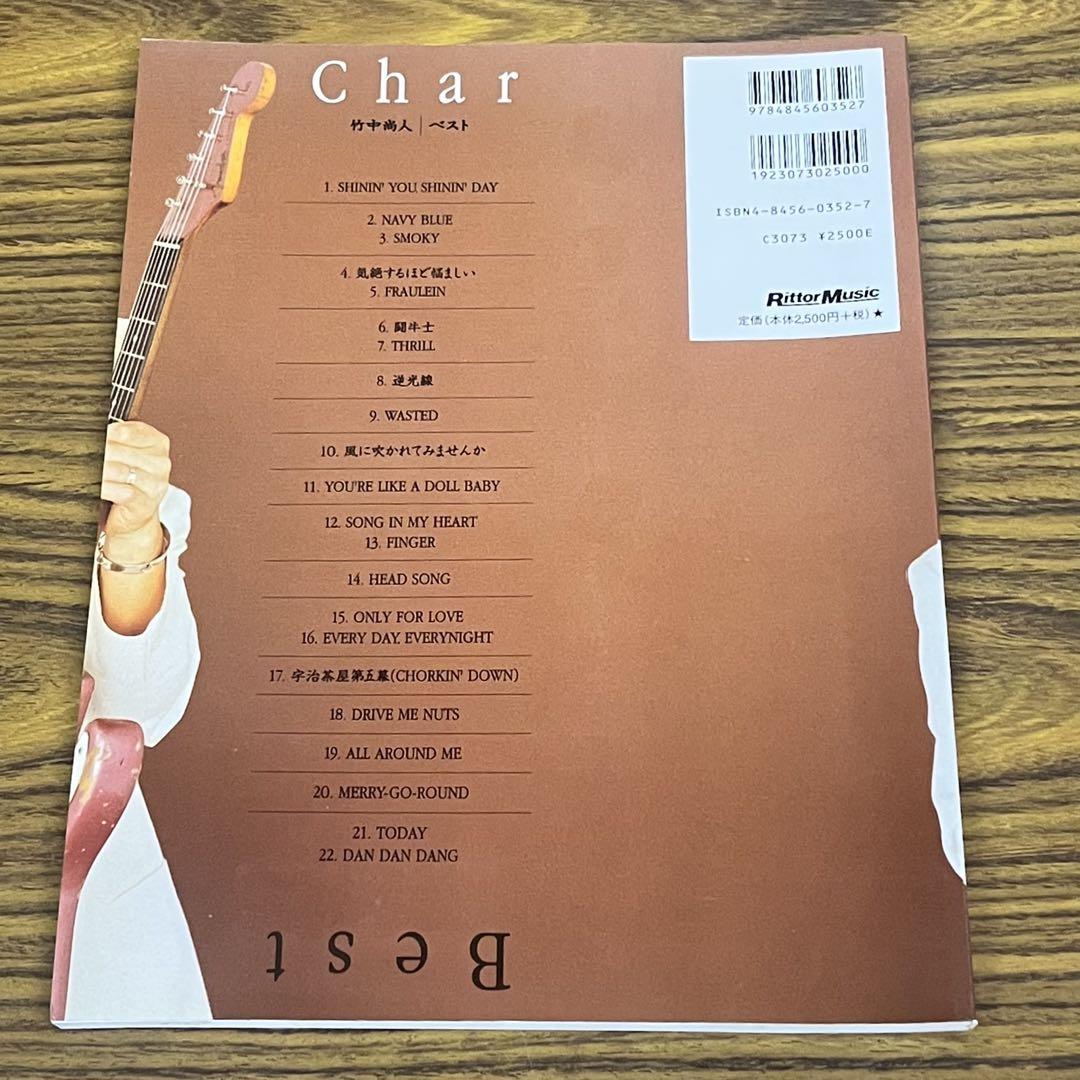 Char
竹中尚人|ベスト
1. SHININ' YOU, SHININ' DAY
2. NAVY BLUE
3. SMOKY
4. 気絶するほど悩ましい
5. FRAULEIN
6. 闘牛士
7. THRILL
8. 逆光線
9. WASTED
10. 風に吹かれてみませんか
11. YOU'RE LIKE A DOLL BABY
12. SONG IN MY HEART
13. FINGER
14. HEAD SONG
15. ONLY FOR LOVE
16. EVERY DAY, EVERYNIGHT
17. 宇治茶屋第五幕(CHORKIN' DOWN)
18. DRIVE ME NUTS
19. ALL AROUND ME
20. MERRY-GO-ROUND
21. TODAY
22. DAN DAN DANG
Best
9784845603527
1923073025000
ISBN4-8456-0352-7
C3073 ¥2500E
RittorMusic
定価(本体2,500円+税)★